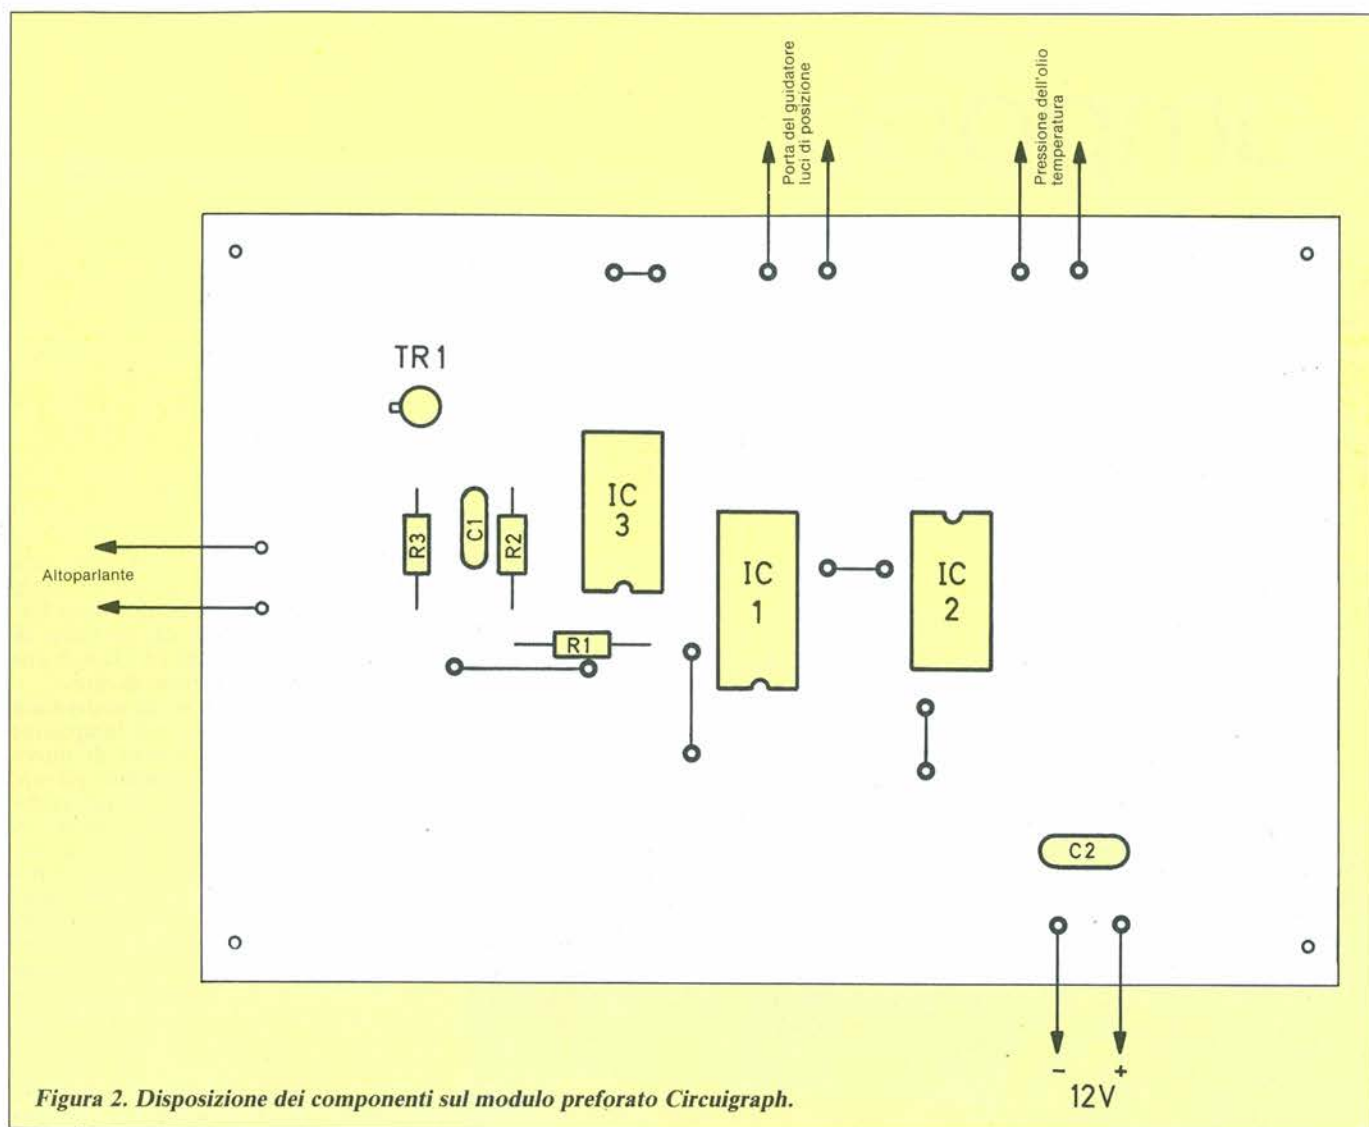 Porta del guidatore
luci di posizione
Pressione dell'olio
temperatura
TR1
IC
3
R3
C1
R2
Altoparlante
IC
1
IC
2
R1
C2
- +
12V
Figura 2. Disposizione dei componenti sul modulo preforato Circuigraph.